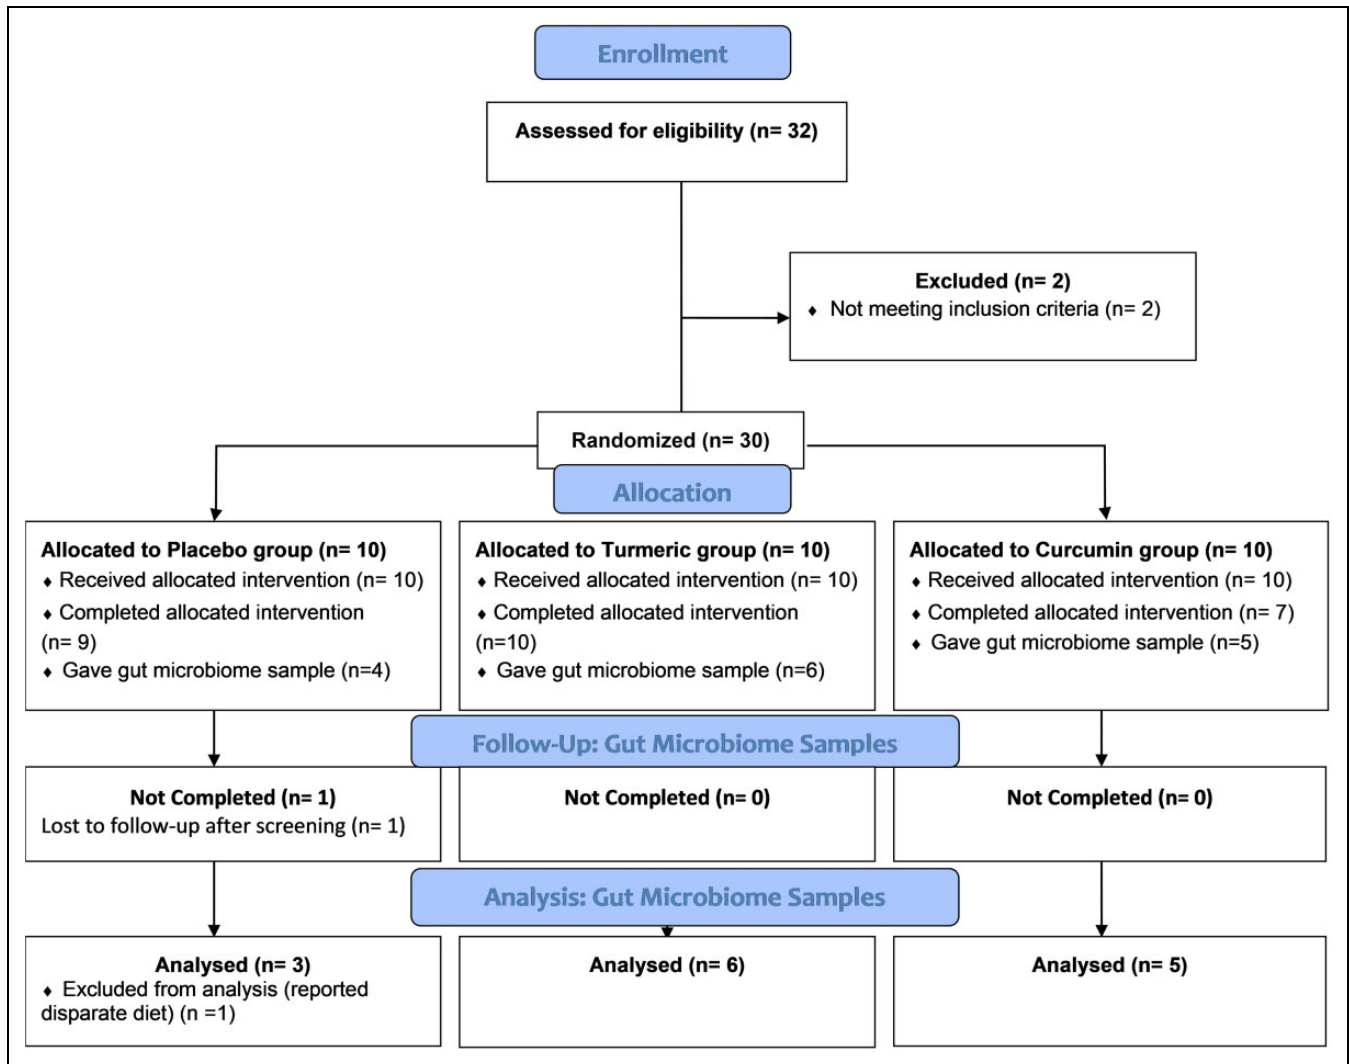 Enrollment
Assessed for eligibility (n= 32)
Excluded (n= 2)
♦ Not meeting inclusion criteria (n= 2)
Randomized (n= 30)
Allocation
Allocated to Placebo group (n= 10)
♦ Received allocated intervention (n= 10)
♦ Completed allocated intervention
(n= 9)
♦ Gave gut microbiome sample (n=4)
Allocated to Turmeric group (n= 10)
♦ Received allocated intervention (n= 10)
♦ Completed allocated intervention
(n=10)
♦ Gave gut microbiome sample (n=6)
Allocated to Curcumin group (n= 10)
♦ Received allocated intervention (n= 10)
♦ Completed allocated intervention (n= 7)
♦ Gave gut microbiome sample (n=5)
Follow-Up: Gut Microbiome Samples
Not Completed (n= 1)
Lost to follow-up after screening (n= 1)
Not Completed (n= 0)
Not Completed (n= 0)
Analysis: Gut Microbiome Samples
Analysed (n= 3)
♦ Excluded from analysis (reported
disparate diet) (n =1)
Analysed (n= 6)
Analysed (n= 5)